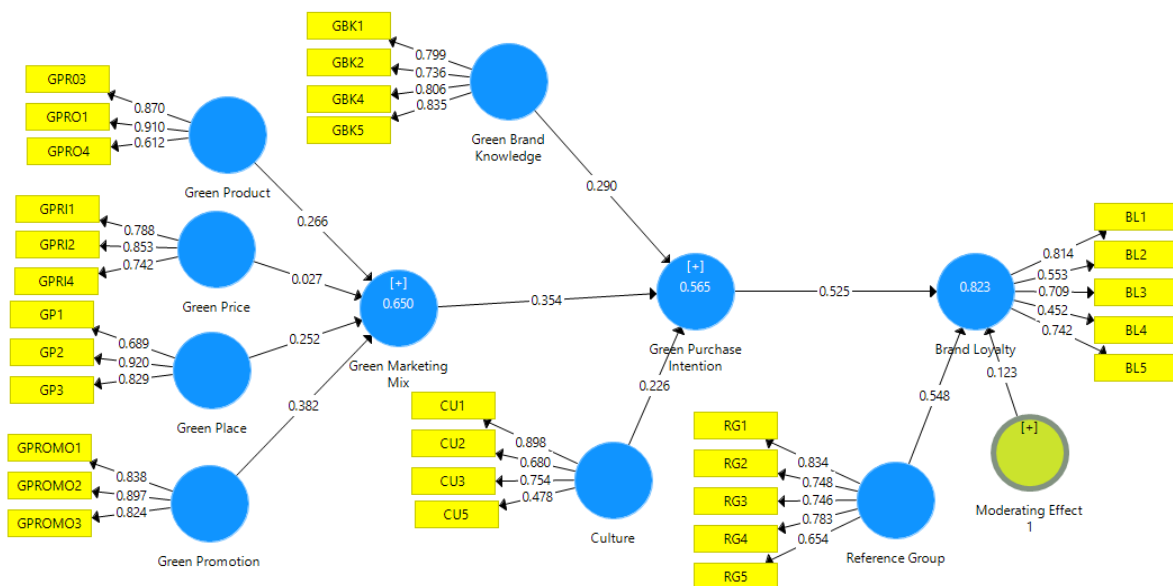 GPR03
GPRO1
GPRO4
0.870
0.910
0.612
Green Product
0.266
GPRI1
GPRI2
GPRI4
0.788
0.853
0.742
Green Price
0.027
GP1
GP2
GP3
0.689
0.920
0.829
Green Place
0.252
GPROMO1
GPROMO2
GPROMO3
0.838
0.897
0.824
Green Promotion
0.382
[+]
0.650
Green Marketing
Mix
0.354
GBK1
GBK2
GBK4
GBK5
0.799
0.736
0.806
0.835
Green Brand
Knowledge
0.290
CU1
CU2
CU3
CU5
0.898
0.680
0.754
0.478
Culture
0.226
[+]
0.565
Green Purchase
Intention
0.525
RG1
RG2
RG3
RG4
RG5
0.834
0.748
0.746
0.783
0.654
Reference Group
0.548
0.823
Brand Loyalty
0.814
0.553
0.709
0.452
0.742
BL1
BL2
BL3
BL4
BL5
0.123
[+]
Moderating Effect
1